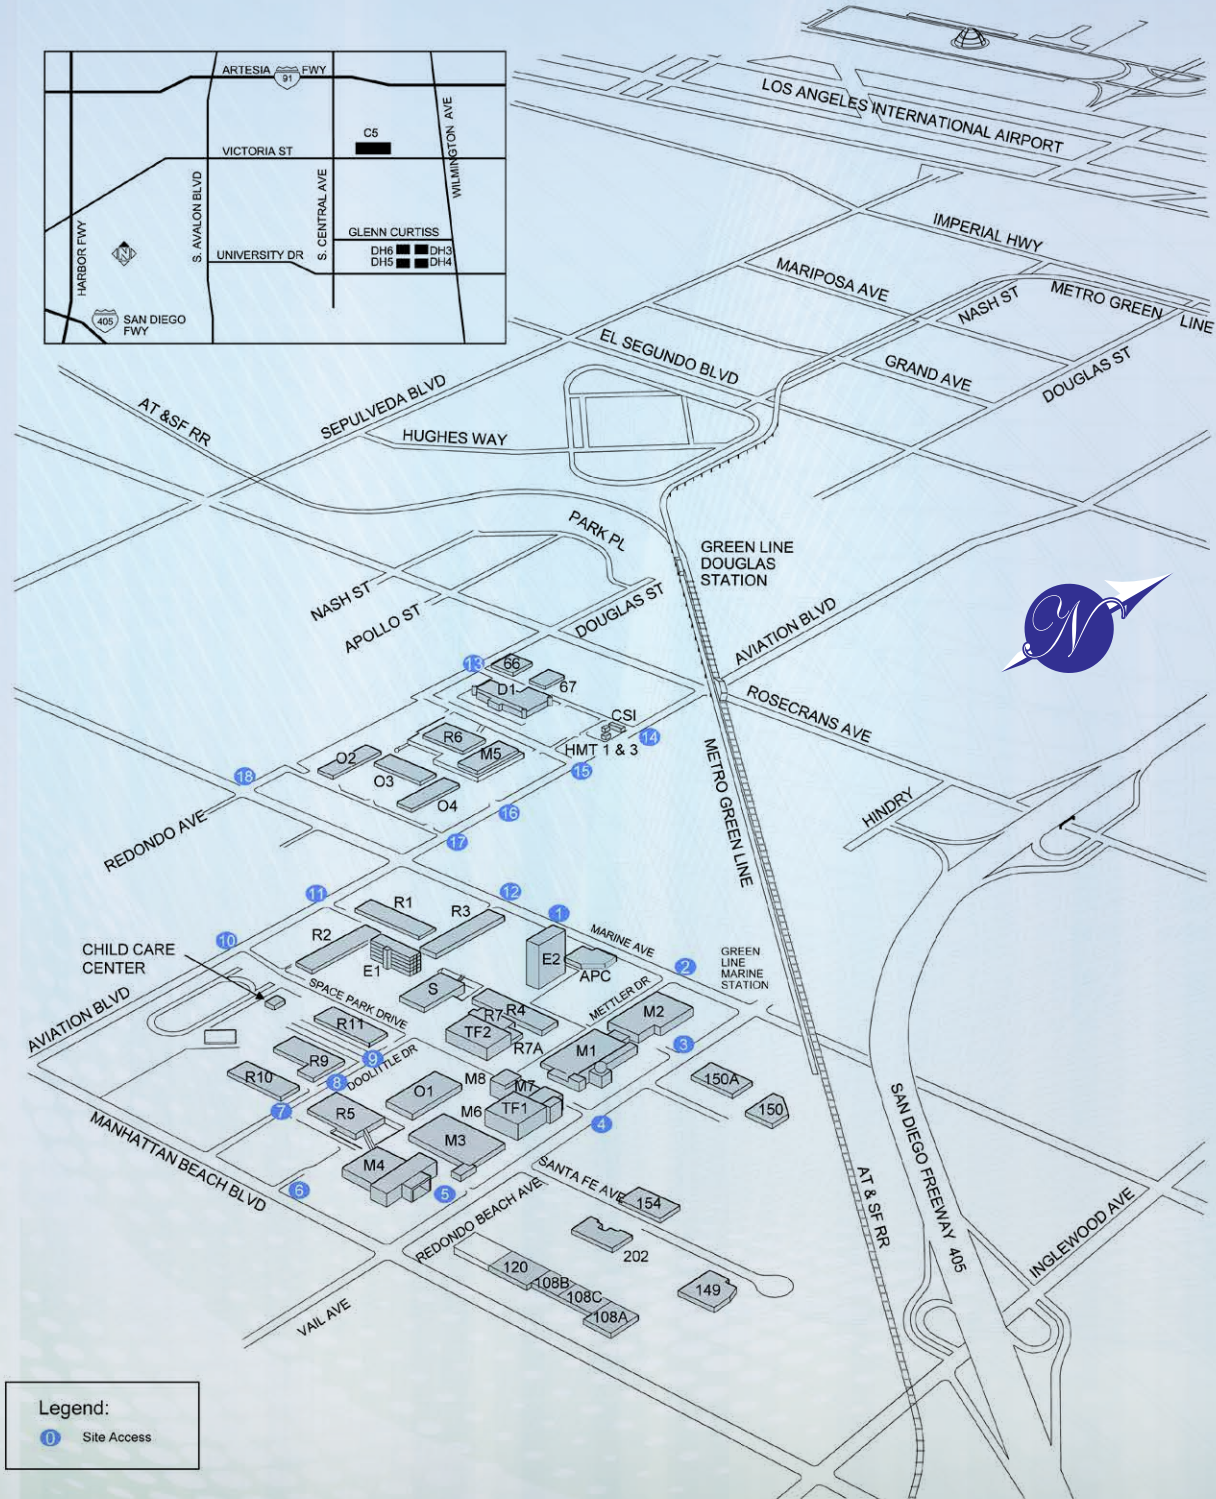 ARTESIA
91
FWY
C5
WILMINGTON AVE
VICTORIA ST
S. AVALON BLVD
S. CENTRAL AVE
HARBOR FWY
N
GLENN CURTISS
DH6
DH3
DH5
DH4
UNIVERSITY DR
405
SAN DIEGO
FWY
LOS ANGELES INTERNATIONAL AIRPORT
IMPERIAL HWY
MARIPOSA AVE
NASH ST
METRO GREEN LINE
EL SEGUNDO BLVD
GRAND AVE
DOUGLAS ST
AT &SF RR
SEPULVEDA BLVD
HUGHES WAY
PARK PL
GREEN LINE
DOUGLAS
STATION
NASH ST
APOLLO ST
DOUGLAS ST
AVIATION BLVD
N
ROSECRANS AVE
13
66
67
D1
CSI
14
HMT 1 & 3
15
R6
M5
O2
O3
O4
18
16
17
REDONDO AVE
METRO GREEN LINE
HINDRY
11
12
10
1
R1
R3
R2
E1
E2
APC
MARINE AVE
2
GREEN
LINE
MARINE
STATION
CHILD CARE
CENTER
AVIATION BLVD
SPACE PARK DRIVE
S
METTLER DR
M2
R4
R7
TF2
R7A
R11
M1
3
R9
9
DOOLITTLE DR
R10
8
7
O1
M8
M7
M6
TF1
4
150A
150
R5
M3
M4
5
6
MANHATTAN BEACH BLVD
SANTA FE AVE
REDONDO BEACH AVE
154
202
149
120
108B
108C
108A
VAIL AVE
AT & SF RR
SAN DIEGO FREEWAY 405
INGLEWOOD AVE
Legend:
0 Site Access